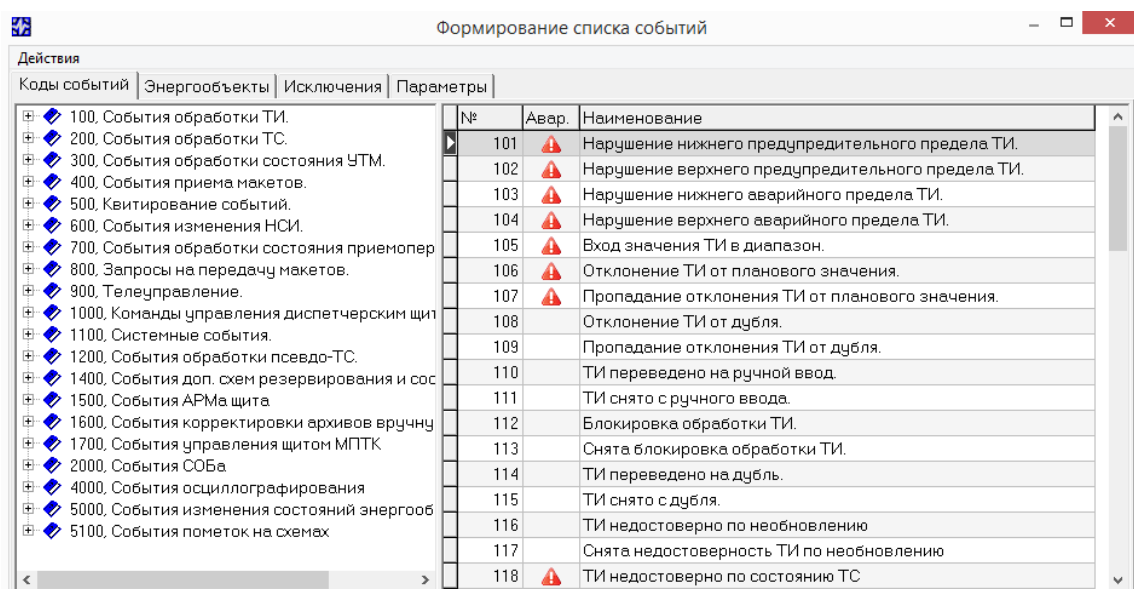 Формирование списка событий
Действия
Коды событий Энергообъекты Исключения Параметры
100, События обработки ТИ.
200, События обработки ТС.
300, События обработки состояния УТМ.
400, События приема макетов.
500, Квитирование событий.
600, События изменения НСИ.
700, События обработки состояния приемопер
800, Запросы на передачу макетов.
900, Телеуправление.
1000, Команды управления диспетчерским щит
1100, Системные события.
1200, События обработки псевдо-ТС.
1400, События доп. схем резервирования и сос
1500, События АРМа щита
1600, События корректировки архивов вручну
1700, События управления щитом МПТК
2000, События СОБа
4000, События осциллографирования
5000, События изменения состояний энергооб
5100, События пометок на схемах
№ Авар. Наименование
101 Нарушение нижнего предупредительного предела ТИ.
102 Нарушение верхнего предупредительного предела ТИ.
103 Нарушение нижнего аварийного предела ТИ.
104 Нарушение верхнего аварийного предела ТИ.
105 Вход значения ТИ в диапазон.
106 Отклонение ТИ от планового значения.
107 Пропадание отклонения ТИ от планового значения.
108 Отклонение ТИ от дубля.
109 Пропадание отклонения ТИ от дубля.
110 ТИ переведено на ручной ввод.
111 ТИ снято с ручного ввода.
112 Блокировка обработки ТИ.
113 Снята блокировка обработки ТИ.
114 ТИ переведено на дубль.
115 ТИ снято с дубля.
116 ТИ недостоверно по необновлению
117 Снята недостоверность ТИ по необновлению
118 ТИ недостоверно по состоянию ТС